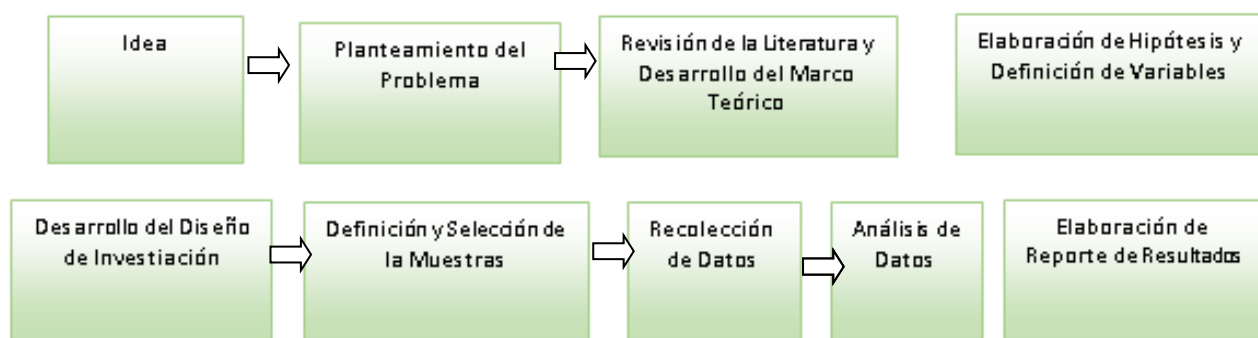 Idea
Planteamiento del
Problema
Revisión de la Literatura y
Desarrollo del Marco
Teórico
Elaboración de Hipótesis y
Definición de Variables
Desarrollo del Diseño
de Investiación
Definición y Selección de
la Muestras
Recolección
de Datos
Análisis de
Datos
Elaboración de
Reporte de Resultados